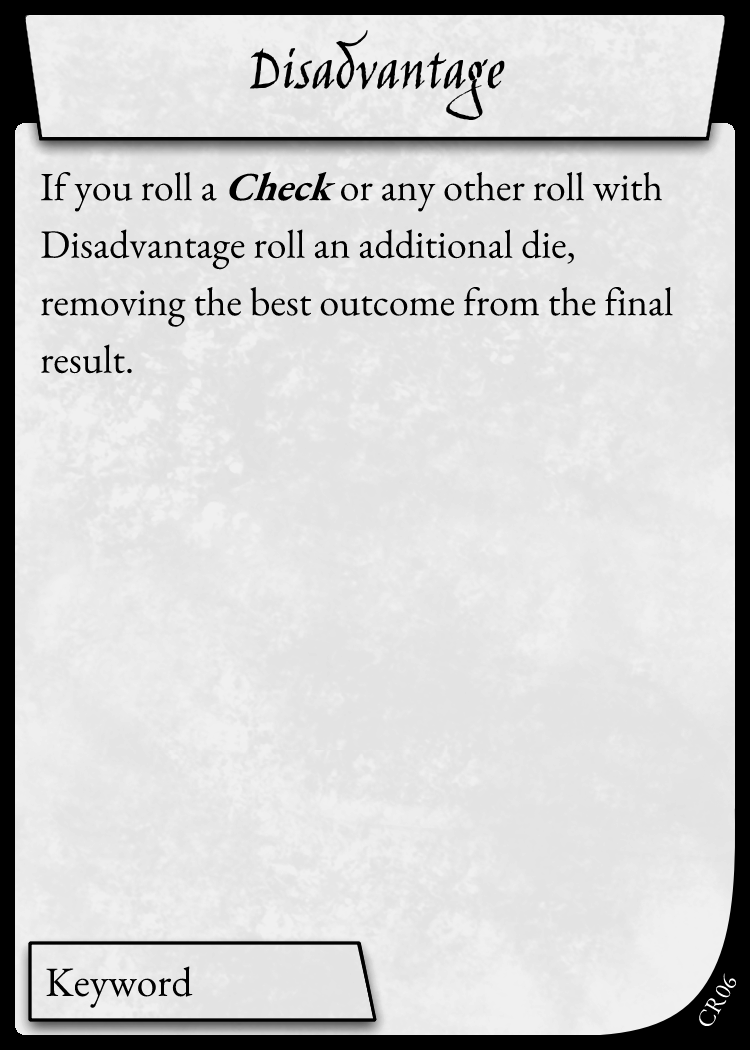 Disadvantage
If you roll a Check or any other roll with
Disadvantage roll an additional die,
removing the best outcome from the final
result.
Keyword
CR06